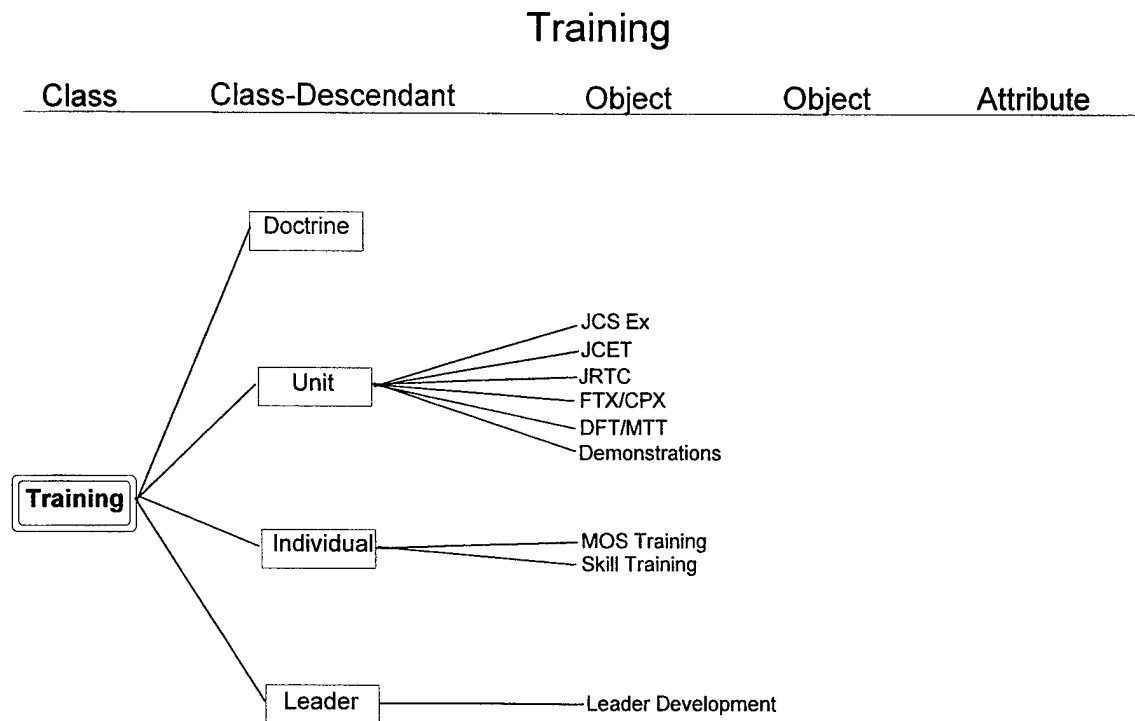 Training
Class Class-Descendant Object Object Attribute
Doctrine
JCS Ex
JCET
Unit
JRTC
FTX/CPX
DFT/MTT
Demonstrations
Training
Individual
MOS Training
Skill Training
Leader
Leader Development